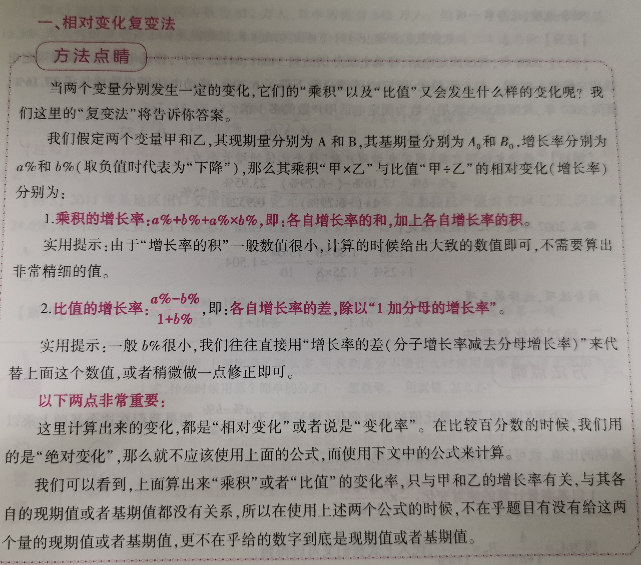 一、相对变化复变法
方法点睛
当两个变量分别发生一定的变化，它们的“乘积”以及“比值”又会发生什么样的变化呢？我
们这里的“复变法”将告诉你答案。
我们假定两个变量甲和乙，其现期量分别为 A 和 B，其基期量分别为 A₀和 B₀，增长率分别为
a%和 b%（取负值时代表为“下降”），那么其乘积“甲×乙”与比值“甲÷乙”的相对变化（增长率）
分别为：
1.乘积的增长率：a%+b%+a%×b%，即：各自增长率的和，加上各自增长率的积。
实用提示：由于“增长率的积”一般数值很小，计算的时候给出大致的数值即可，不需要算出
非常精细的值。
2.比值的增长率：(a%-b%)/(1+b%)，即：各自增长率的差，除以“1 加分母的增长率”。
实用提示：一般 b%很小，我们往往直接用“增长率的差（分子增长率减去分母增长率）”来代
替上面这个数值，或者稍微做一点修正即可。
以下两点非常重要：
这里计算出来的变化，都是“相对变化”或者说是“变化率”。在比较百分数的时候，我们用
的是“绝对变化”，那么就不应该使用上面的公式，而使用下文中的公式来计算。
我们可以看到，上面算出来“乘积”或者“比值”的变化率，只与甲和乙的增长率有关，与其各
自的现期值或者基期值都没有关系，所以在使用上述两个公式的时候，不在乎题目有没有给这两
个量的现期值或者基期值，更不在乎给的数字到底是现期值或者基期值。